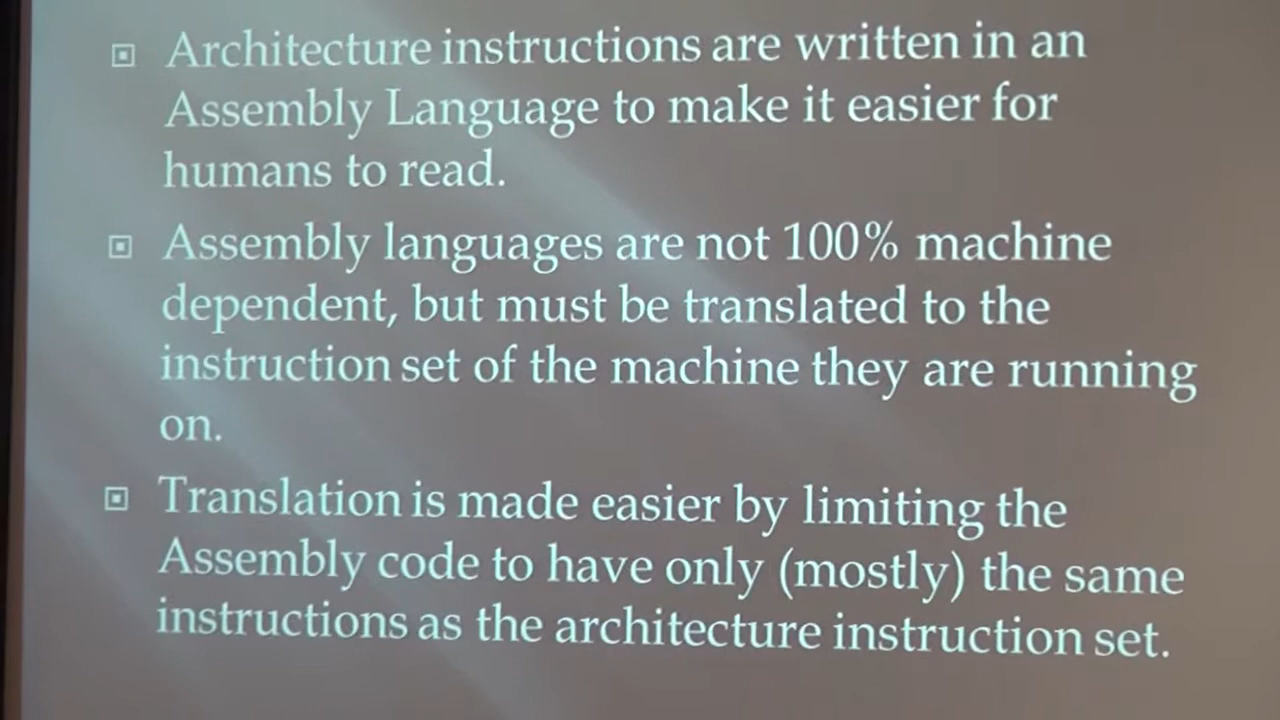 Architecture instructions are written in an
Assembly Language to make it easier for
humans to read.
Assembly languages are not 100% machine
dependent, but must be translated to the
instruction set of the machine they are running
on.
Translation is made easier by limiting the
Assembly code to have only (mostly) the same
instructions as the architecture instruction set.